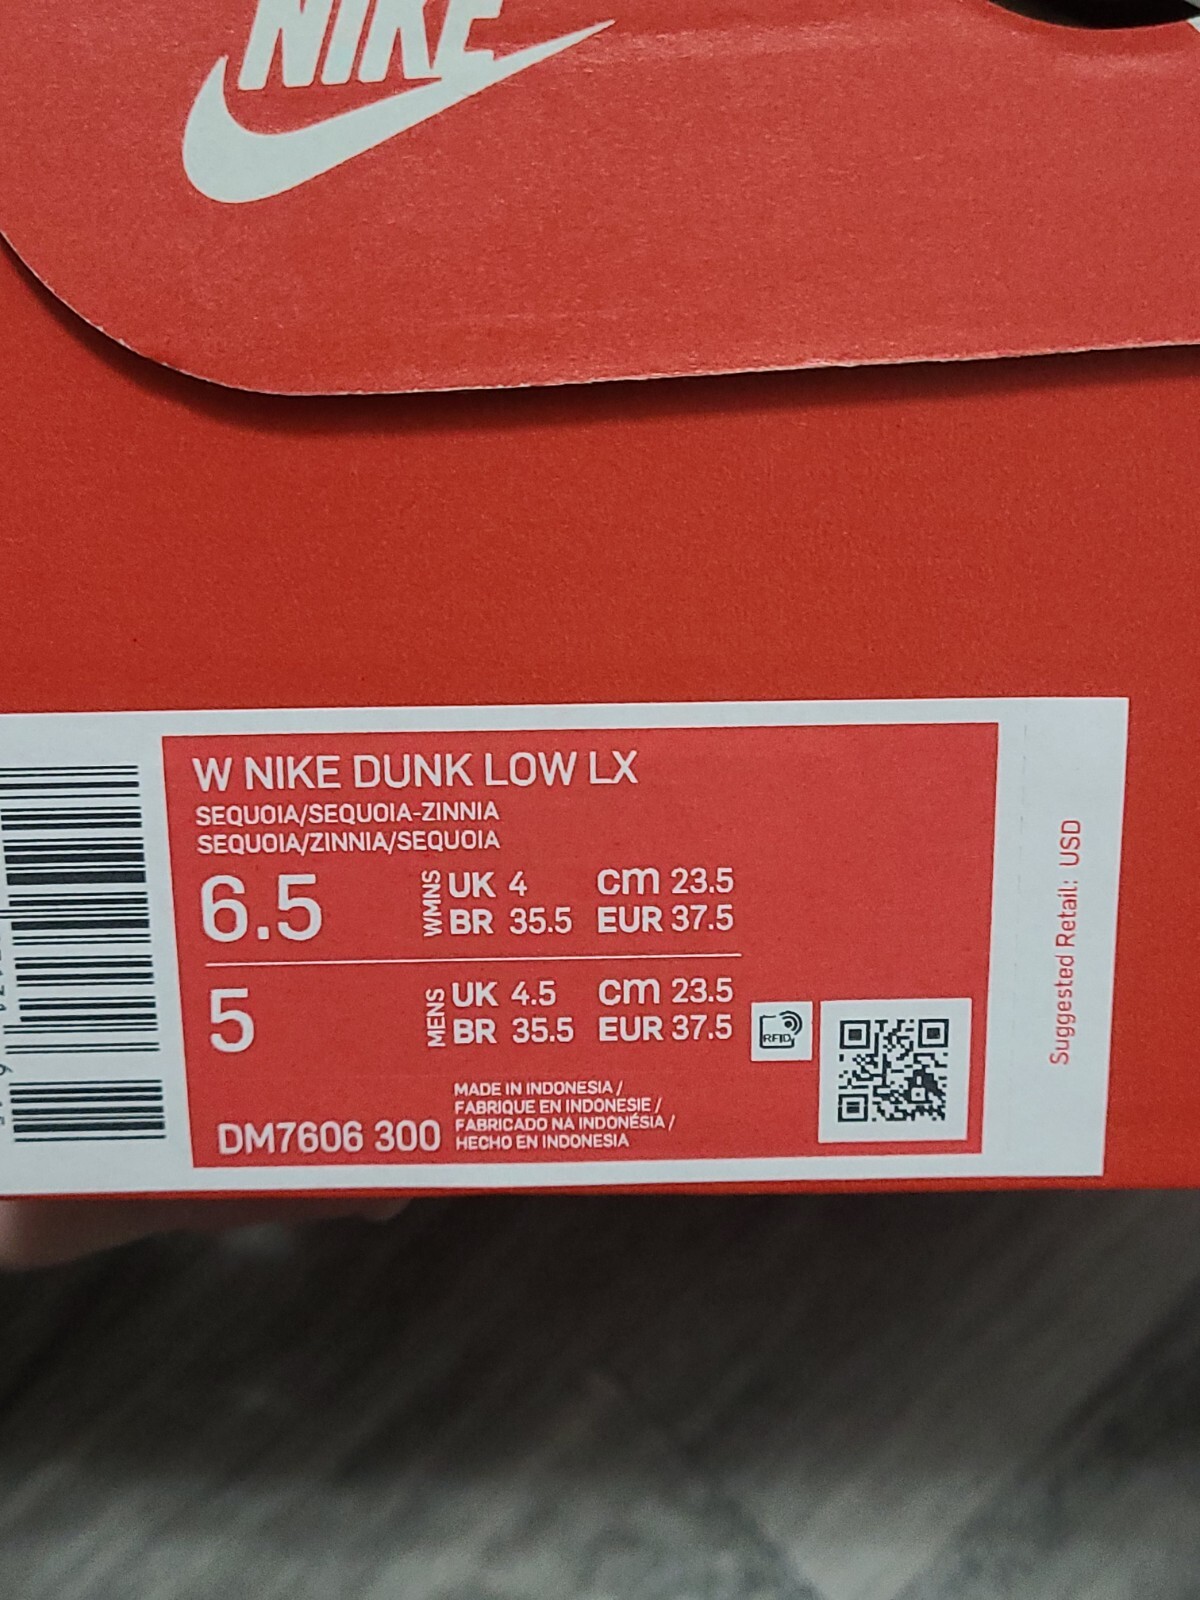 NIKE
W NIKE DUNK LOW LX
SEQUOIA/SEQUOIA-ZINNIA
SEQUOIA/ZINNIA/SEQUOIA
6.5 WMNS UK 4 cm 23.5
BR 35.5 EUR 37.5
5 MENS UK 4.5 cm 23.5
BR 35.5 EUR 37.5
RFID
MADE IN INDONESIA /
FABRIQUE EN INDONESIE /
FABRICADO NA INDONÉSIA /
HECHO EN INDONESIA
DM7606 300
Suggested Retail: USD